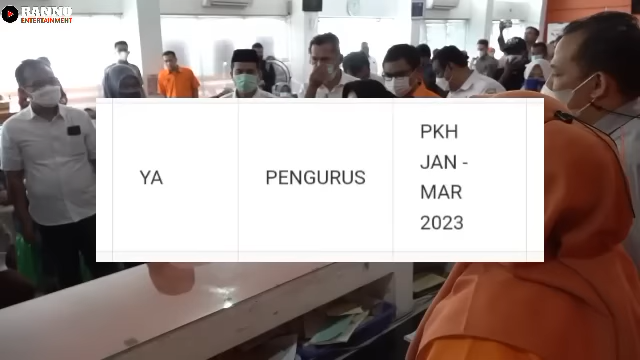 RANNU
ENTERTAINMENT
YA
PENGURUS
PKH
JAN -
MAR
2023